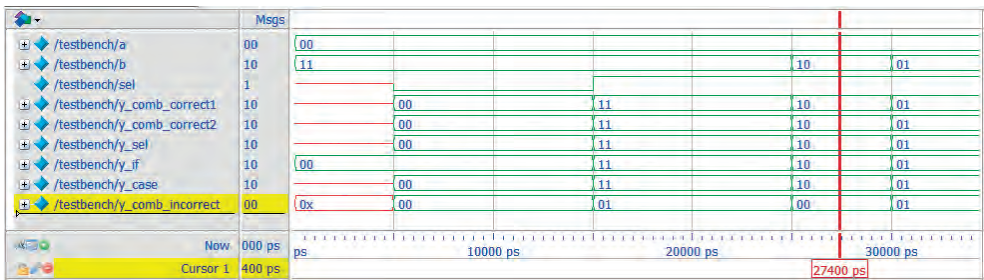 Msgs
/testbench/a 00 00
/testbench/b 10 11 10 01
/testbench/sel 1
/testbench/y_comb_correct1 10 00 11 10 01
/testbench/y_comb_correct2 10 00 11 10 01
/testbench/y_sel 10 00 11 10 01
/testbench/y_if 10 00 11 10 01
/testbench/y_case 10 00 11 10 01
/testbench/y_comb_incorrect 00 0x 00 01 00 01
Now 000 ps ps 10000 ps 20000 ps 30000 ps
Cursor 1 400 ps 27400 ps